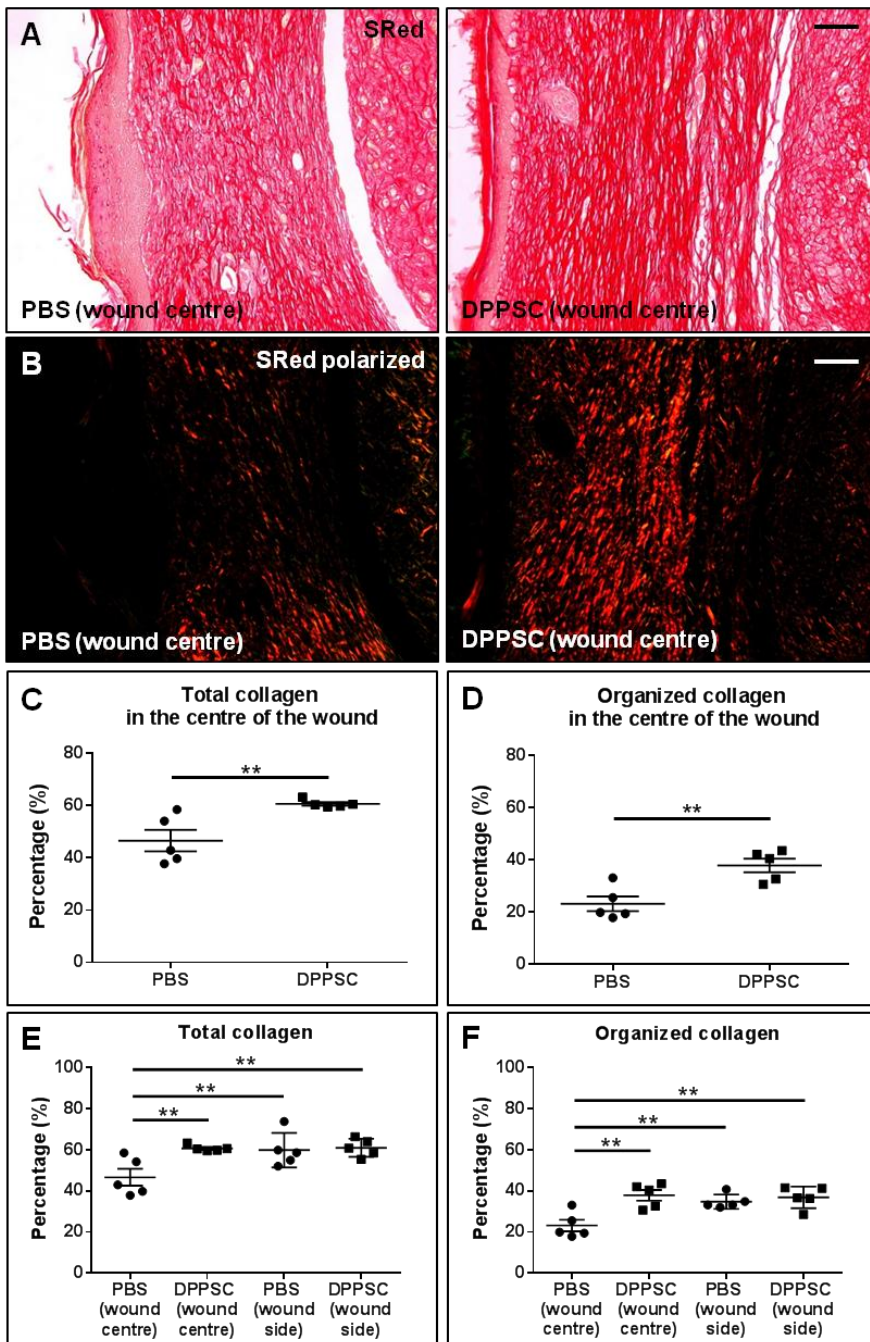 A
SRed
PBS (wound centre)
DPPSC (wound centre)
B
SRed polarized
PBS (wound centre)
DPPSC (wound centre)
C
Total collagen
in the centre of the wound
Percentage (%)
80
60
40
20
0
**
PBS
DPPSC
D
Organized collagen
in the centre of the wound
Percentage (%)
80
60
40
20
0
**
PBS
DPPSC
E
Total collagen
Percentage (%)
100
80
60
40
20
0
**
**
**
PBS
(wound
centre)
DPPSC
(wound
centre)
PBS
(wound
side)
DPPSC
(wound
side)
F
Organized collagen
Percentage (%)
100
80
60
40
20
0
**
**
**
PBS
(wound
centre)
DPPSC
(wound
centre)
PBS
(wound
side)
DPPSC
(wound
side)